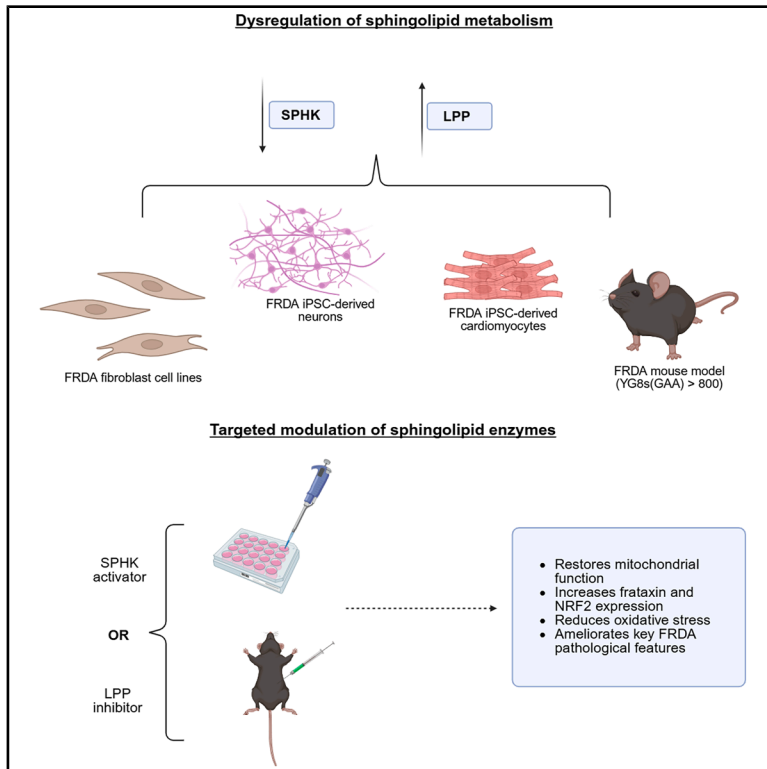 Dysregulation of sphingolipid metabolism
SPHK
LPP
FRDA iPSC-derived
neurons
FRDA iPSC-derived
cardiomyocytes
FRDA fibroblast cell lines
FRDA mouse model
(YG8s(GAA) > 800)
Targeted modulation of sphingolipid enzymes
SPHK
activator
OR
LPP
inhibitor
• Restores mitochondrial
function
• Increases frataxin and
NRF2 expression
• Reduces oxidative stress
• Ameliorates key FRDA
pathological features